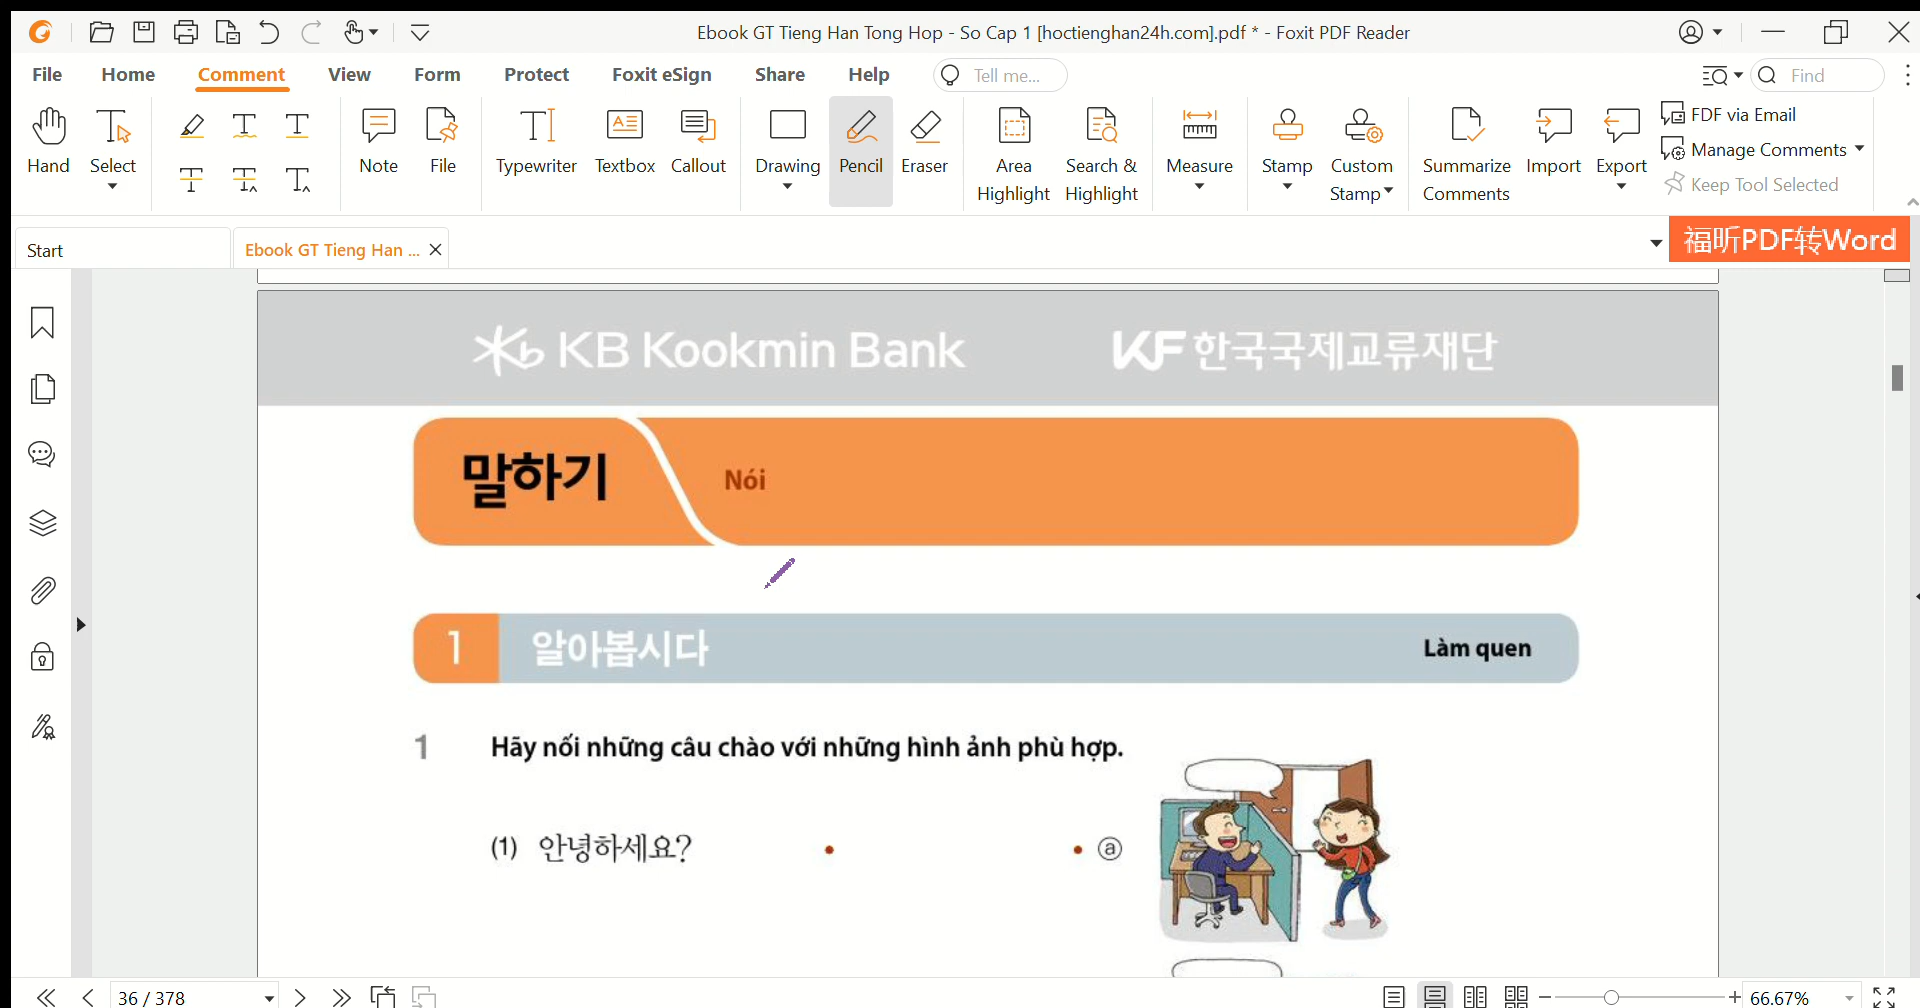 Ebook GT Tieng Han Tong Hop - So Cap 1 [hoctienghan24h.com].pdf * - Foxit PDF Reader
File Home Comment View Form Protect Foxit eSign Share Help Tell me... Find
Hand Select Note File Typewriter Textbox Callout Drawing Pencil Eraser Area Highlight Search & Highlight Measure Stamp Custom Stamp Summarize Comments Import Export
FDF via Email
Manage Comments
Keep Tool Selected
Start Ebook GT Tieng Han ... 福昕PDF转Word
KB Kookmin Bank KF 한국국제교류재단
말하기 Nói
1 알아봅시다 Làm quen
1 Hãy nối những câu chào với những hình ảnh phù hợp.
(1) 안녕하세요? ⓐ
36 / 378 66.67%